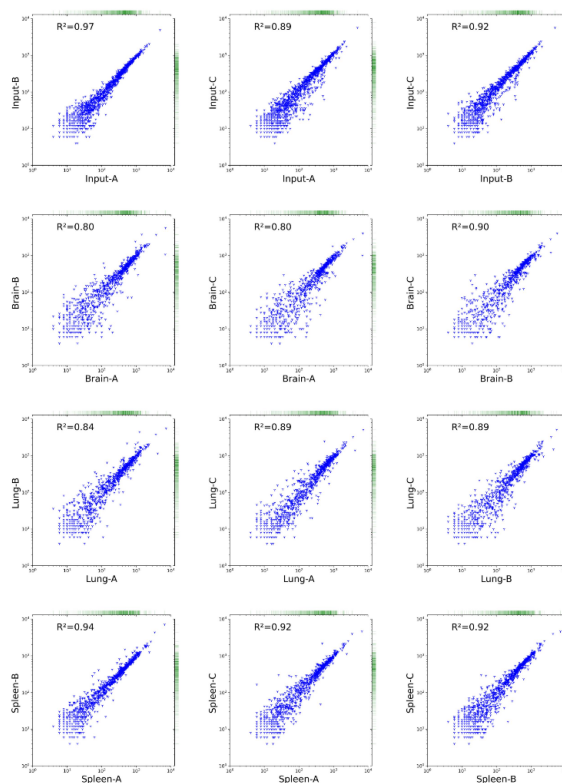 R²=0.97
R²=0.89
R²=0.92
Input-B
Input-C
Input-C
Input-A
Input-A
Input-B
R²=0.80
R²=0.80
R²=0.90
Brain-B
Brain-C
Brain-C
Brain-A
Brain-A
Brain-B
R²=0.84
R²=0.89
R²=0.89
Lung-B
Lung-C
Lung-C
Lung-A
Lung-A
Lung-B
R²=0.94
R²=0.92
R²=0.92
Spleen-B
Spleen-C
Spleen-C
Spleen-A
Spleen-A
Spleen-B